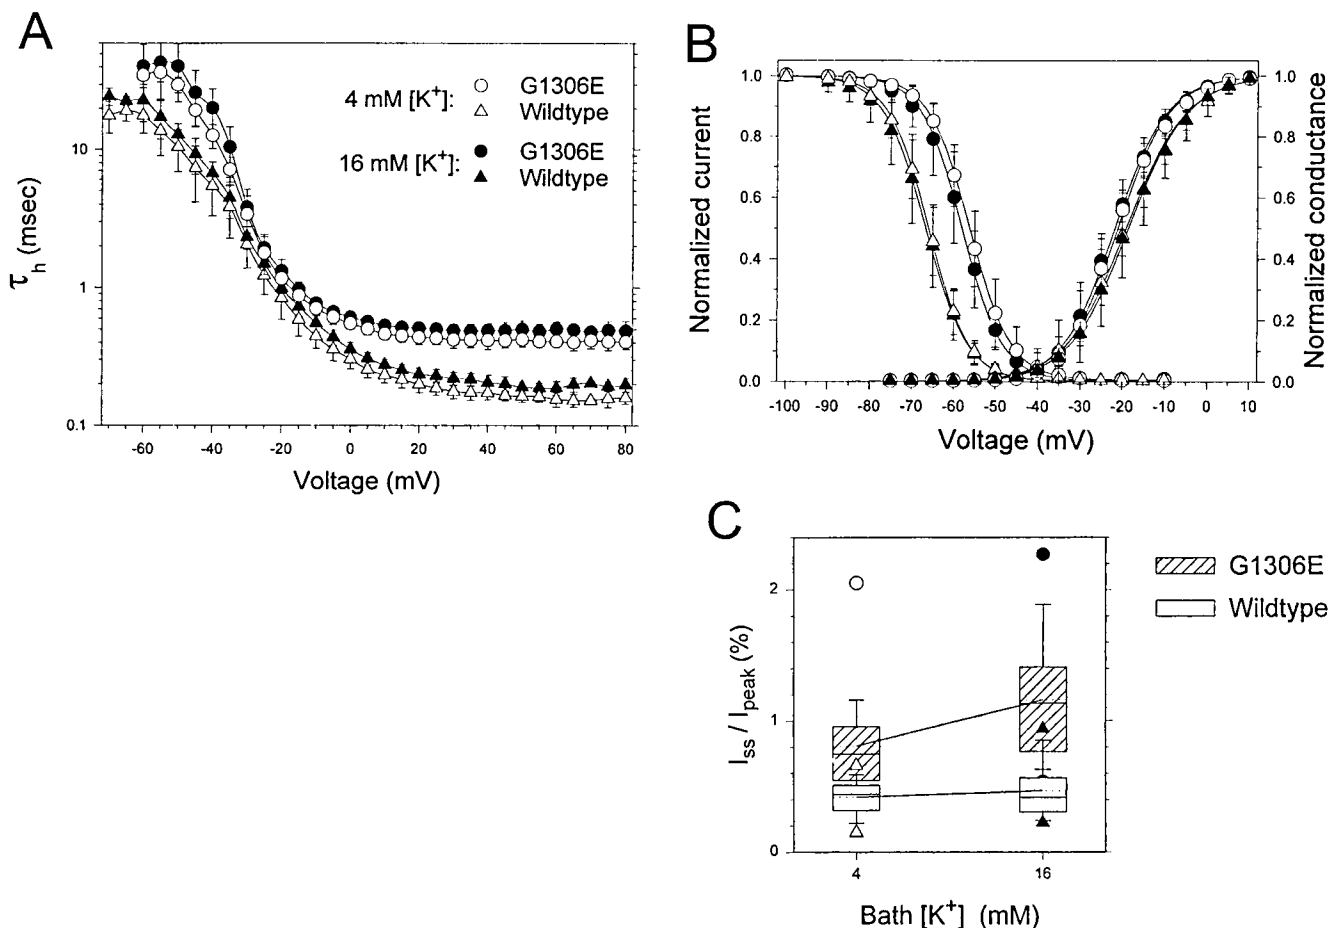 A
B
4 mM [K+]:
G1306E
Wildtype
16 mM [K+]:
G1306E
Wildtype
10
1
0.1
τh (msec)
-60
-40
-20
0
20
40
60
80
Voltage (mV)
1.0
0.8
0.6
0.4
0.2
0.0
Normalized current
1.0
0.8
0.6
0.4
0.2
0.0
Normalized conductance
-100
-90
-80
-70
-60
-50
-40
-30
-20
-10
0
10
Voltage (mV)
C
2
1
0
Iss / Ipeak (%)
4
16
Bath [K+] (mM)
G1306E
Wildtype